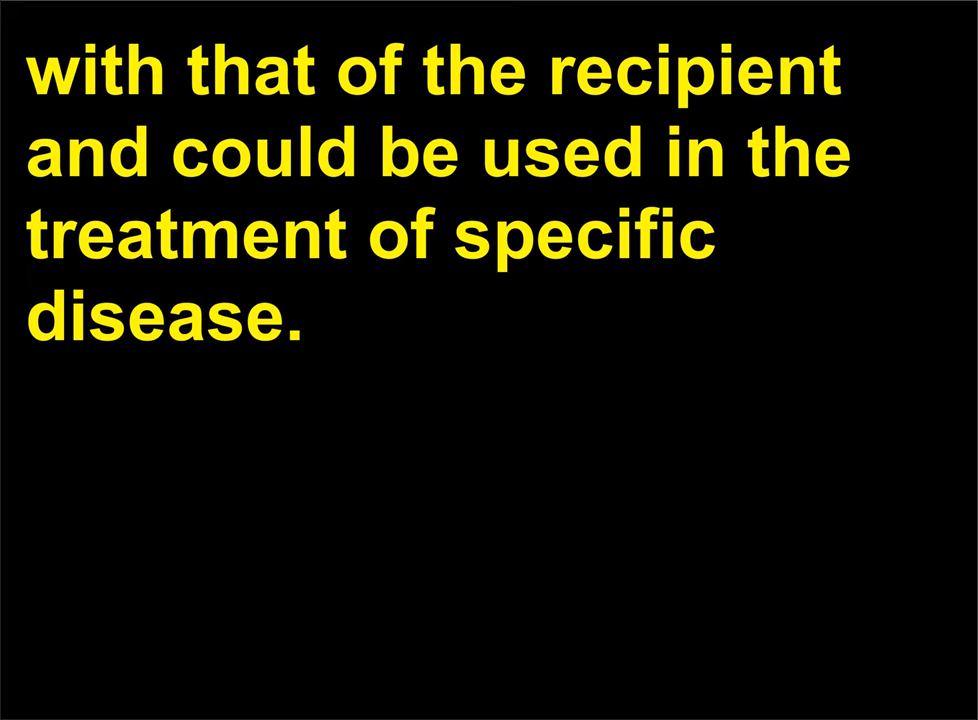 with that of the recipient
and could be used in the
treatment of specific
disease.